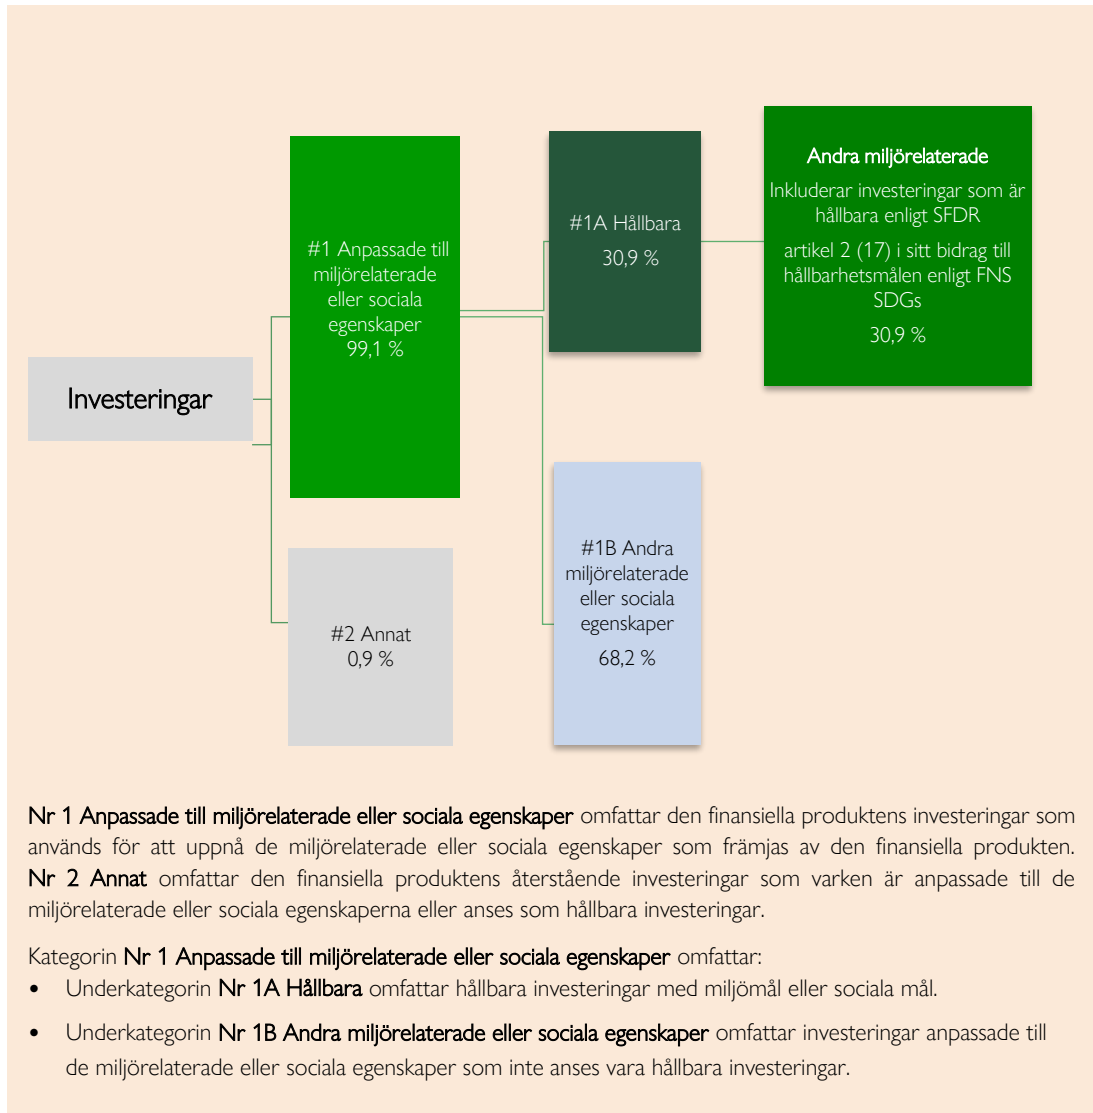 Investeringar
#1 Anpassade till
miljörelaterade
eller sociala
egenskaper
99,1 %
#2 Annat
0,9 %
#1A Hållbara
30,9 %
#1B Andra
miljörelaterade
eller sociala
egenskaper
68,2 %
Andra miljörelaterade
Inkluderar investeringar som är
hållbara enligt SFDR
artikel 2 (17) i sitt bidrag till
hållbarhetsmålen enligt FNS
SDGs
30,9 %
Nr 1 Anpassade till miljörelaterade eller sociala egenskaper omfattar den finansiella produktens investeringar som
används för att uppnå de miljörelaterade eller sociala egenskaper som främjas av den finansiella produkten.
Nr 2 Annat omfattar den finansiella produktens återstående investeringar som varken är anpassade till de
miljörelaterade eller sociala egenskaperna eller anses som hållbara investeringar.
Kategorin Nr 1 Anpassade till miljörelaterade eller sociala egenskaper omfattar:
• Underkategorin Nr 1A Hållbara omfattar hållbara investeringar med miljömål eller sociala mål.
• Underkategorin Nr 1B Andra miljörelaterade eller sociala egenskaper omfattar investeringar anpassade till
de miljörelaterade eller sociala egenskaper som inte anses vara hållbara investeringar.